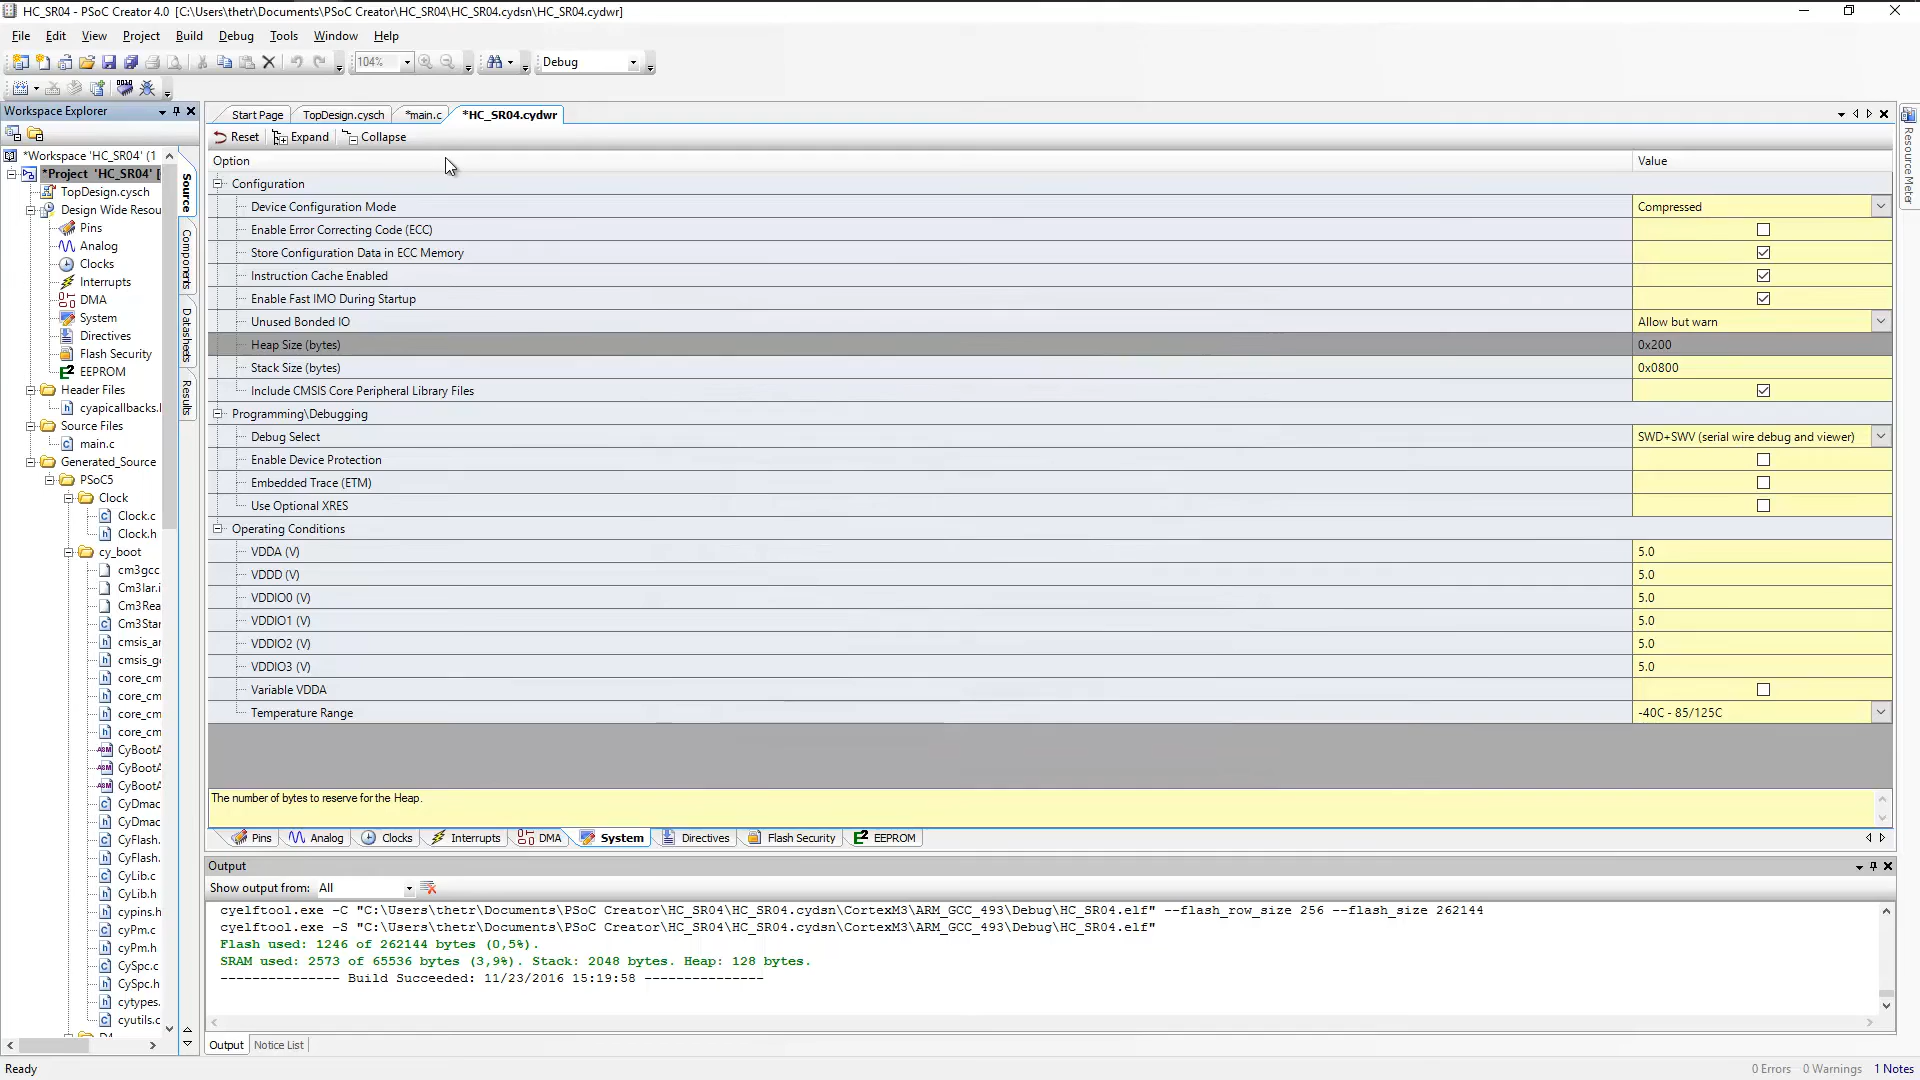 HC_SR04 - PSoC Creator 4.0 [C:\Users\thetr\Documents\PSoC Creator\HC_SR04\HC_SR04.cydsn\HC_SR04.cydwr]
File Edit View Project Build Debug Tools Window Help
104% Debug
Workspace Explorer
Start Page TopDesign.cysch *main.c *HC_SR04.cydwr
Reset Expand Collapse
Option Value
*Workspace 'HC_SR04' (1
*Project 'HC_SR04' [
TopDesign.cysch
Design Wide Resou
Pins
Analog
Clocks
Interrupts
DMA
System
Directives
Flash Security
EEPROM
Header Files
cyapicallbacks.
Source Files
main.c
Generated_Source
PSoC5
Clock
Clock.c
Clock.h
cy_boot
cm3gcc
Cm3Iar.i
Cm3Rea
Cm3Star
cmsis_ar
cmsis_gc
core_cm
core_cm
core_cm
core_cm
CyBootA
CyBootA
CyBootA
CyDmac
CyDmac
CyFlash.
CyFlash.
CyLib.c
CyLib.h
cypins.h
cyPm.c
cyPm.h
CySpc.c
CySpc.h
cytypes.
cyutils.c
Source
Components
Datasheets
Results
Configuration
Device Configuration Mode Compressed
Enable Error Correcting Code (ECC)
Store Configuration Data in ECC Memory
Instruction Cache Enabled
Enable Fast IMO During Startup
Unused Bonded IO Allow but warn
Heap Size (bytes) 0x200
Stack Size (bytes) 0x0800
Include CMSIS Core Peripheral Library Files
Programming\Debugging
Debug Select SWD+SWV (serial wire debug and viewer)
Enable Device Protection
Embedded Trace (ETM)
Use Optional XRES
Operating Conditions
VDDA (V) 5.0
VDDD (V) 5.0
VDDIO0 (V) 5.0
VDDIO1 (V) 5.0
VDDIO2 (V) 5.0
VDDIO3 (V) 5.0
Variable VDDA
Temperature Range -40C - 85/125C
The number of bytes to reserve for the Heap.
Pins Analog Clocks Interrupts DMA System Directives Flash Security EEPROM
Output
Show output from: All
cyelftool.exe -C "C:\Users\thetr\Documents\PSoC Creator\HC_SR04\HC_SR04.cydsn\CortexM3\ARM_GCC_493\Debug\HC_SR04.elf" --flash_row_size 256 --flash_size 262144
cyelftool.exe -S "C:\Users\thetr\Documents\PSoC Creator\HC_SR04\HC_SR04.cydsn\CortexM3\ARM_GCC_493\Debug\HC_SR04.elf"
Flash used: 1246 of 262144 bytes (0,5%).
SRAM used: 2573 of 65536 bytes (3,9%). Stack: 2048 bytes. Heap: 128 bytes.
--------------- Build Succeeded: 11/23/2016 15:19:58 ---------------
Output Notice List
Resource Meter
Ready 0 Errors 0 Warnings 1 Notes